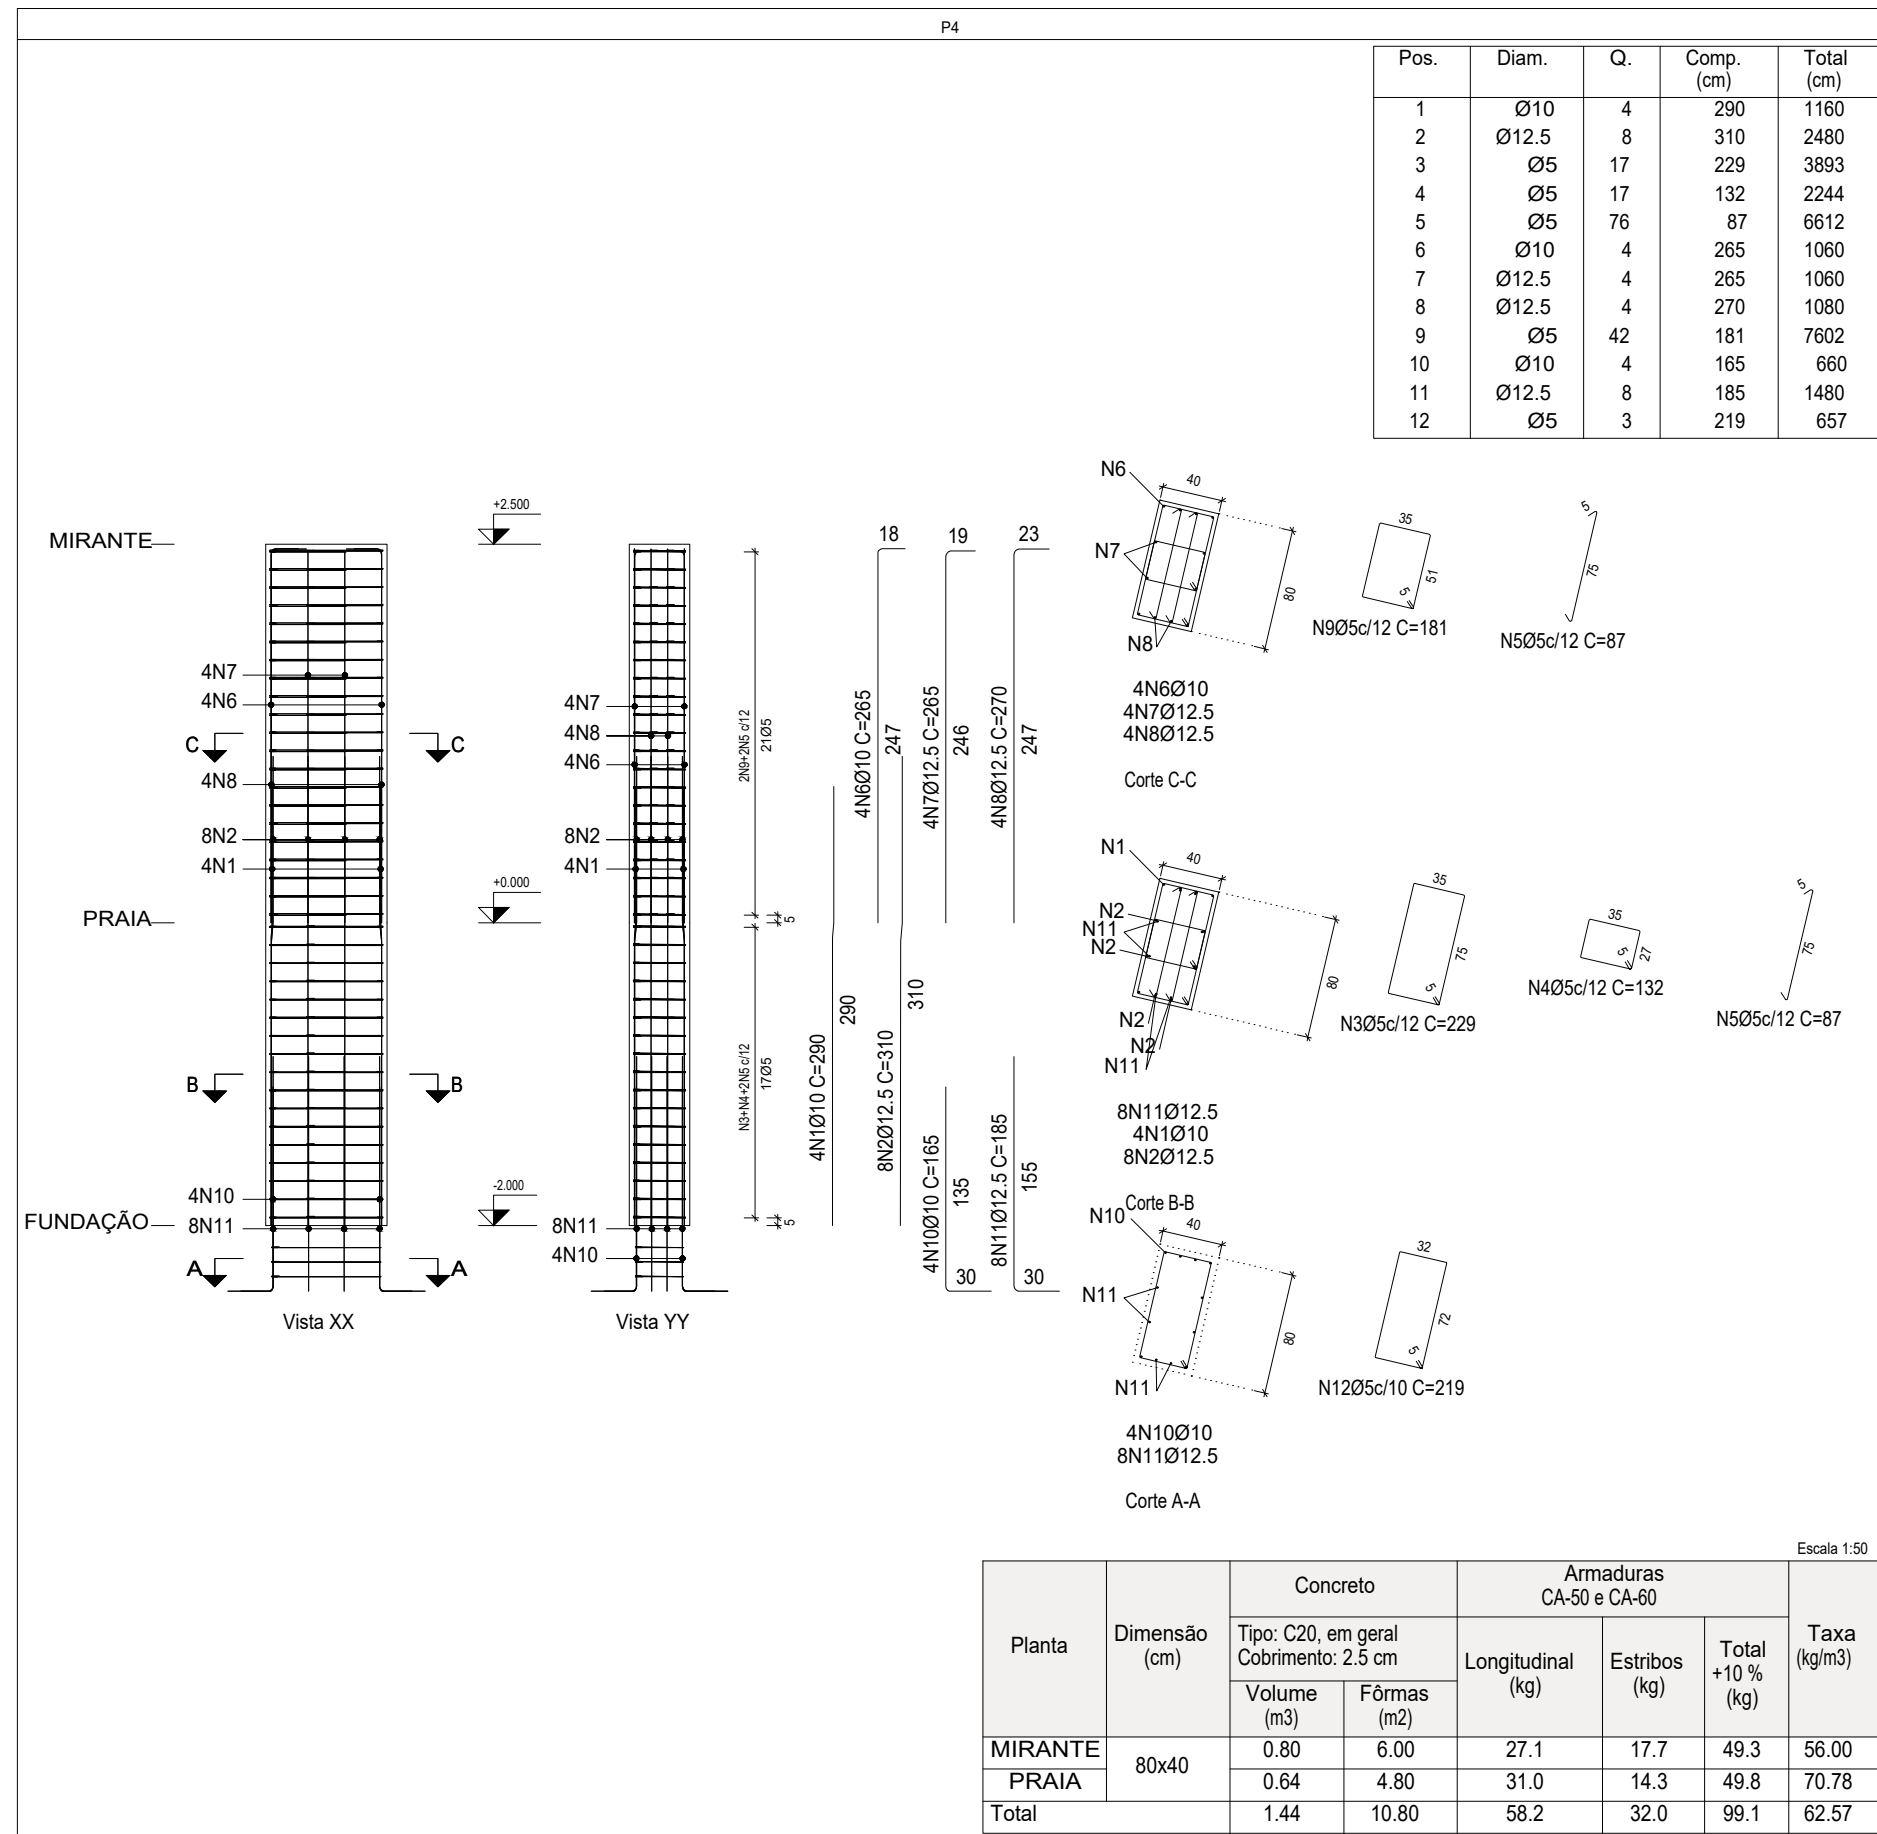 P4
Pos. Diam. Q. Comp. (cm) Total (cm)
1 Ø10 4 290 1160
2 Ø12.5 8 310 2480
3 Ø5 17 229 3893
4 Ø5 17 132 2244
5 Ø5 76 87 6612
6 Ø10 4 265 1060
7 Ø12.5 4 265 1060
8 Ø12.5 4 270 1080
9 Ø5 42 181 7602
10 Ø10 4 165 660
11 Ø12.5 8 185 1480
12 Ø5 3 219 657
MIRANTE
PRAIA
FUNDAÇÃO
4N7
4N6
C C
4N8
8N2
4N1
B B
4N10
8N11
A A
Vista XX
+2.500
+0.000
-2.000
4N7
4N8
4N6
8N2
4N1
8N11
4N10
Vista YY
2N9+2N5 c/12
21Ø5
5
N3+N4+2N5 c/12
17Ø5
5
4N1Ø10 C=290
290
18
4N6Ø10 C=265
247
8N2Ø12.5 C=310
310
19
4N7Ø12.5 C=265
246
4N10Ø10 C=165
135
30
23
4N8Ø12.5 C=270
247
8N11Ø12.5 C=185
155
30
N6
40
N7
80
N8
4N6Ø10
4N7Ø12.5
4N8Ø12.5
Corte C-C
35
51
5
N9Ø5c/12 C=181
5
75
N5Ø5c/12 C=87
N1
40
N2
N11
N2
80
N2
N2
N11
8N11Ø12.5
4N1Ø10
8N2Ø12.5
Corte B-B
35
75
5
N3Ø5c/12 C=229
35
27
5
N4Ø5c/12 C=132
5
75
N5Ø5c/12 C=87
N10
40
N11
80
N11
4N10Ø10
8N11Ø12.5
Corte A-A
32
72
5
N12Ø5c/10 C=219
Escala 1:50
Planta
Dimensão
(cm)
Concreto
Tipo: C20, em geral
Cobrimento: 2.5 cm
Volume
(m3)
Fôrmas
(m2)
Armaduras
CA-50 e CA-60
Longitudinal
(kg)
Estribos
(kg)
Total
+10 %
(kg)
Taxa
(kg/m3)
MIRANTE 80x40 0.80 6.00 27.1 17.7 49.3 56.00
PRAIA 0.64 4.80 31.0 14.3 49.8 70.78
Total 1.44 10.80 58.2 32.0 99.1 62.57